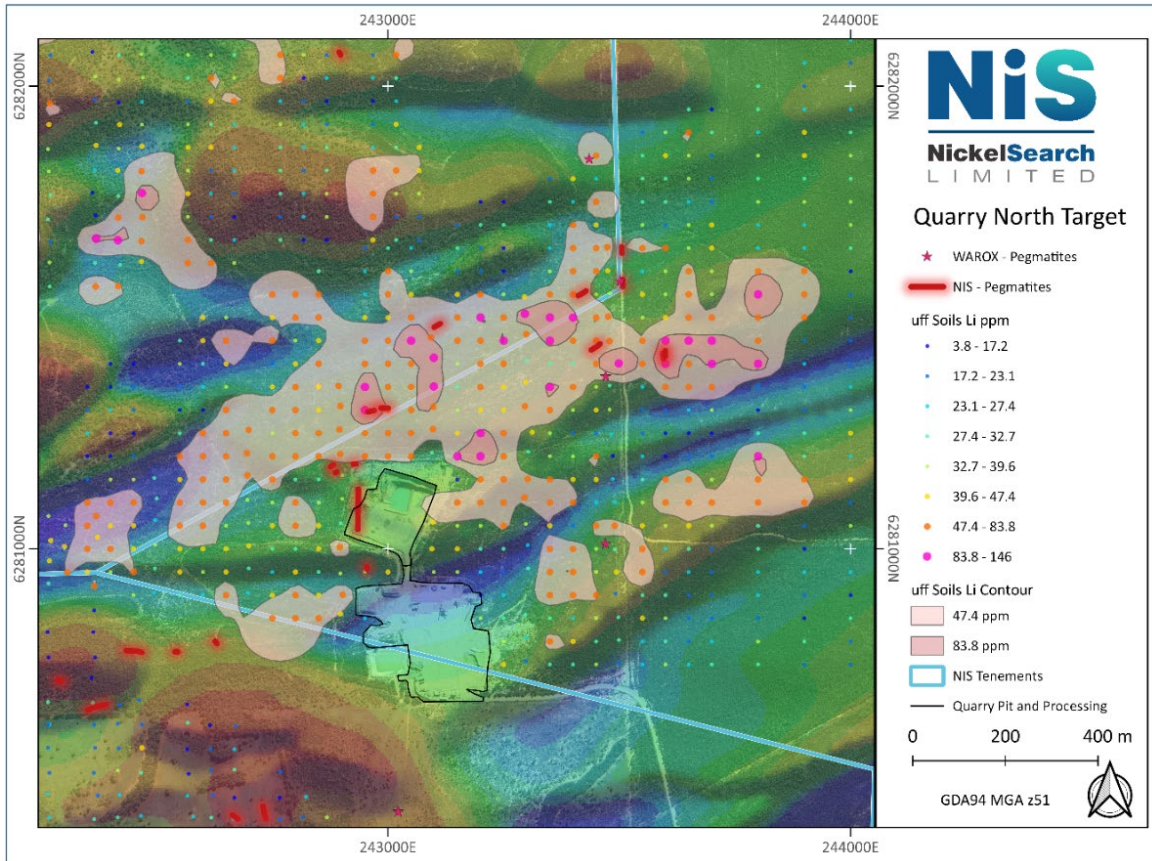 243000E
244000E
6282000N
6282000N
NiS
NickelSearch
LIMITED
Quarry North Target
WAROX - Pegmatites
NIS - Pegmatites
uff Soils Li ppm
3.8 - 17.2
17.2 - 23.1
23.1 - 27.4
27.4 - 32.7
32.7 - 39.6
39.6 - 47.4
47.4 - 83.8
83.8 - 146
6281000N
6281000N
uff Soils Li Contour
47.4 ppm
83.8 ppm
NIS Tenements
Quarry Pit and Processing
0 200 400 m
GDA94 MGA z51
243000E
244000E